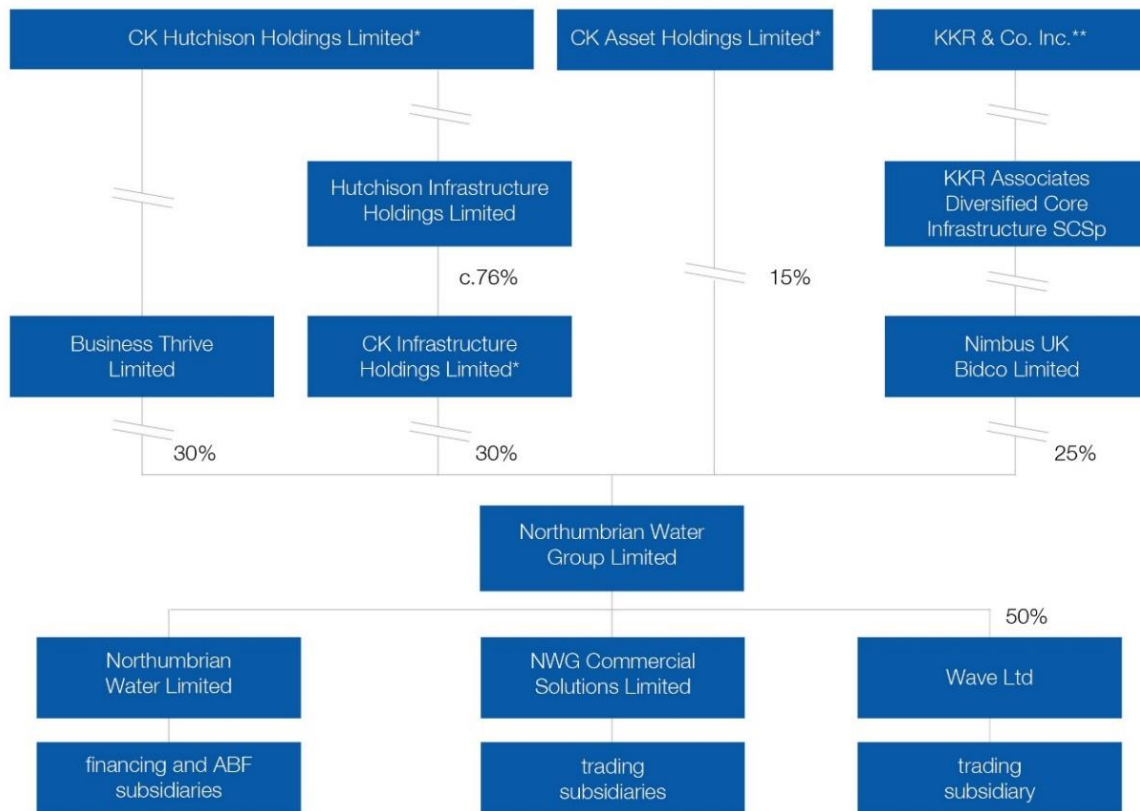 CK Hutchison Holdings Limited*
CK Asset Holdings Limited*
KKR & Co. Inc.**
Hutchison Infrastructure
Holdings Limited
KKR Associates
Diversified Core
Infrastructure SCSp
c.76%
15%
Business Thrive
Limited
CK Infrastructure
Holdings Limited*
Nimbus UK
Bidco Limited
30%
30%
25%
Northumbrian Water
Group Limited
50%
Northumbrian
Water Limited
NWG Commercial
Solutions Limited
Wave Ltd
financing and ABF
subsidiaries
trading
subsidiaries
trading
subsidiary